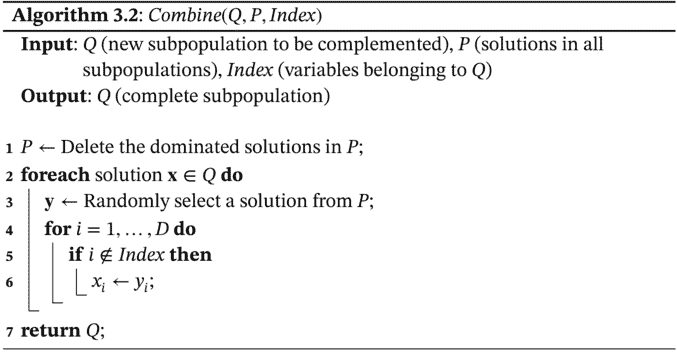 Algorithm 3.2: Combine(Q, P, Index)
Input: Q (new subpopulation to be complemented), P (solutions in all
subpopulations), Index (variables belonging to Q)
Output: Q (complete subpopulation)
1 P ← Delete the dominated solutions in P;
2 foreach solution x ∈ Q do
3 y ← Randomly select a solution from P;
4 for i = 1, … , D do
5 if i ∉ Index then
6 xᵢ ← yᵢ;
7 return Q;